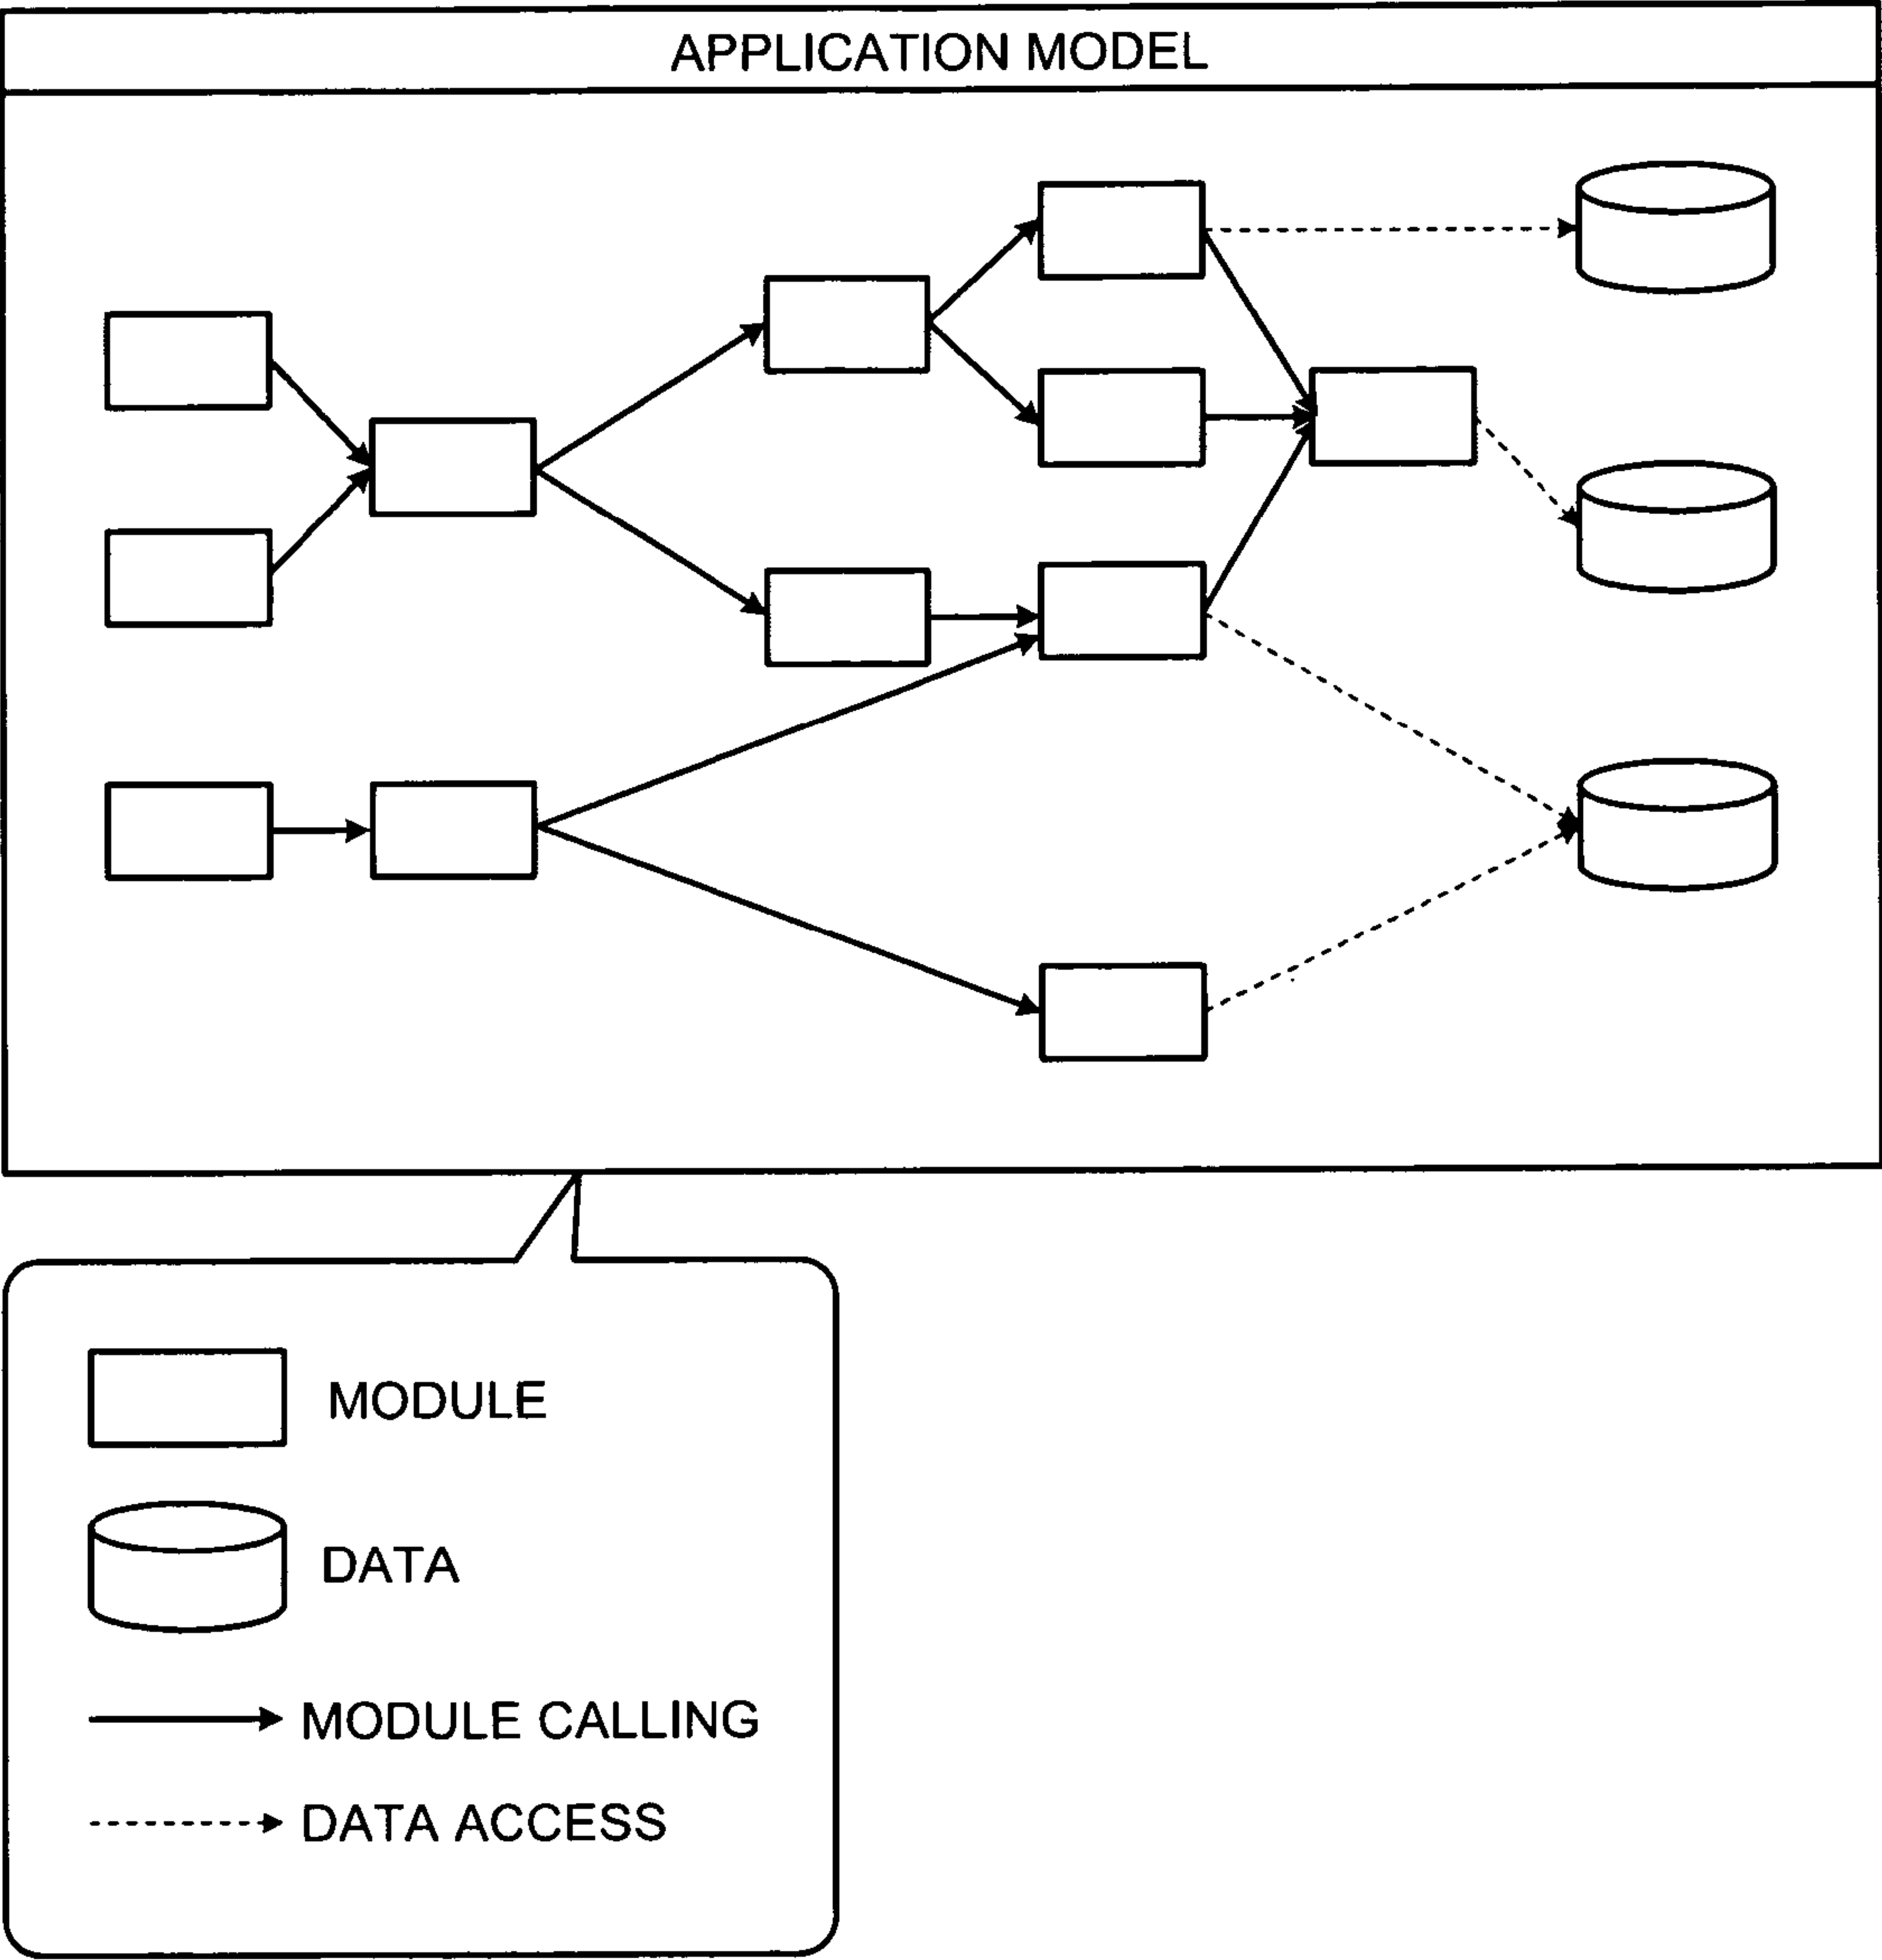 APPLICATION MODEL
MODULE
DATA
MODULE CALLING
DATA ACCESS